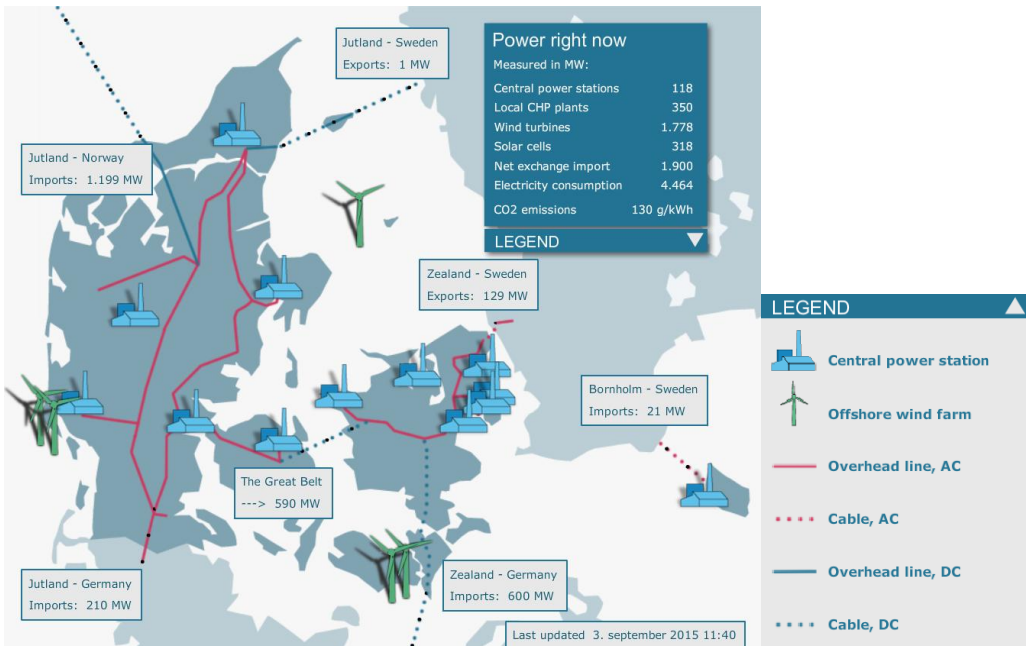 Jutland - Sweden
Exports: 1 MW
Power right now
Measured in MW:
Central power stations 118
Local CHP plants 350
Wind turbines 1.778
Solar cells 318
Net exchange import 1.900
Electricity consumption 4.464
CO2 emissions 130 g/kWh
LEGEND
Jutland - Norway
Imports: 1.199 MW
Zealand - Sweden
Exports: 129 MW
Bornholm - Sweden
Imports: 21 MW
The Great Belt
---> 590 MW
Jutland - Germany
Imports: 210 MW
Zealand - Germany
Imports: 600 MW
Last updated 3. september 2015 11:40
LEGEND
Central power station
Offshore wind farm
Overhead line, AC
Cable, AC
Overhead line, DC
Cable, DC